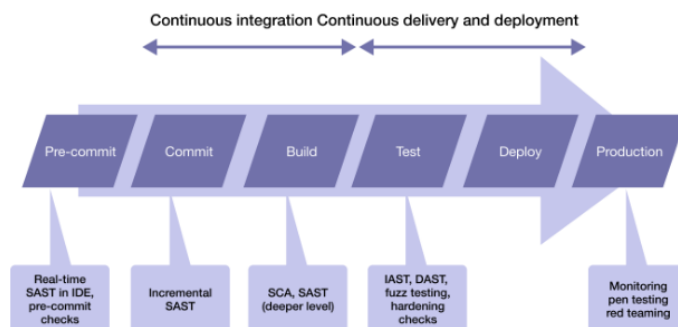 Continuous integration Continuous delivery and deployment
Pre-commit
Commit
Build
Test
Deploy
Production
Real-time
SAST in IDE,
pre-commit
checks
Incremental
SAST
SCA, SAST
(deeper level)
IAST, DAST,
fuzz testing,
hardening
checks
Monitoring
pen testing
red teaming